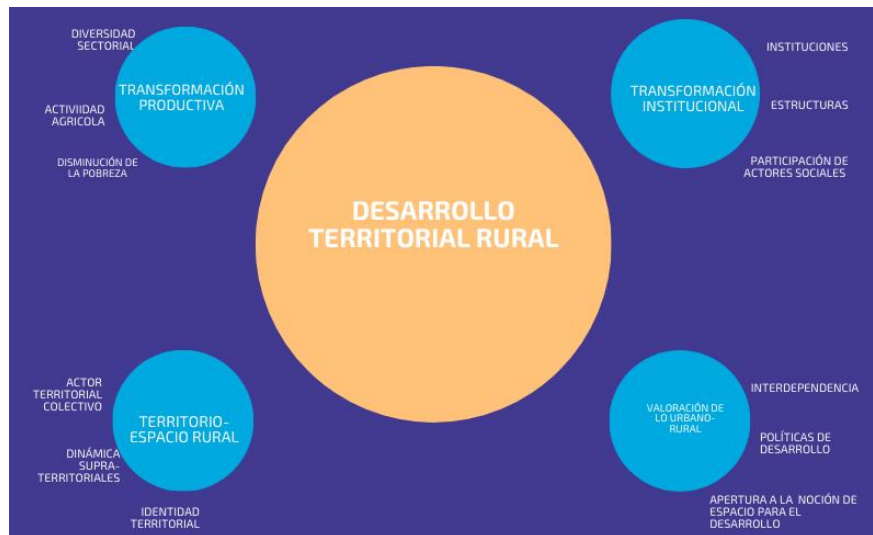 DIVERSIDAD
SECTORIAL
TRANSFORMACIÓN
PRODUCTIVA
ACTIVIIDAD
AGRICOLA
DISMINUCIÓN DE
LA POBREZA
TRANSFORMACIÓN
INSTITUCIONAL
INSTITUCIONES
ESTRUCTURAS
PARTICIPACIÓN DE
ACTORES SOCIALES
DESARROLLO
TERRITORIAL RURAL
ACTOR
TERRITORIAL
COLECTIVO
TERRITORIO-
ESPACIO RURAL
DINÁMICA
SUPRA-
TERRITORIALES
IDENTIDAD
TERRITORIAL
VALORACIÓN DE
LO URBANO-
RURAL
INTERDEPENDENCIA
POLÍTICAS DE
DESARROLLO
APERTURA A LA NOCIÓN DE
ESPACIO PARA EL
DESARROLLO